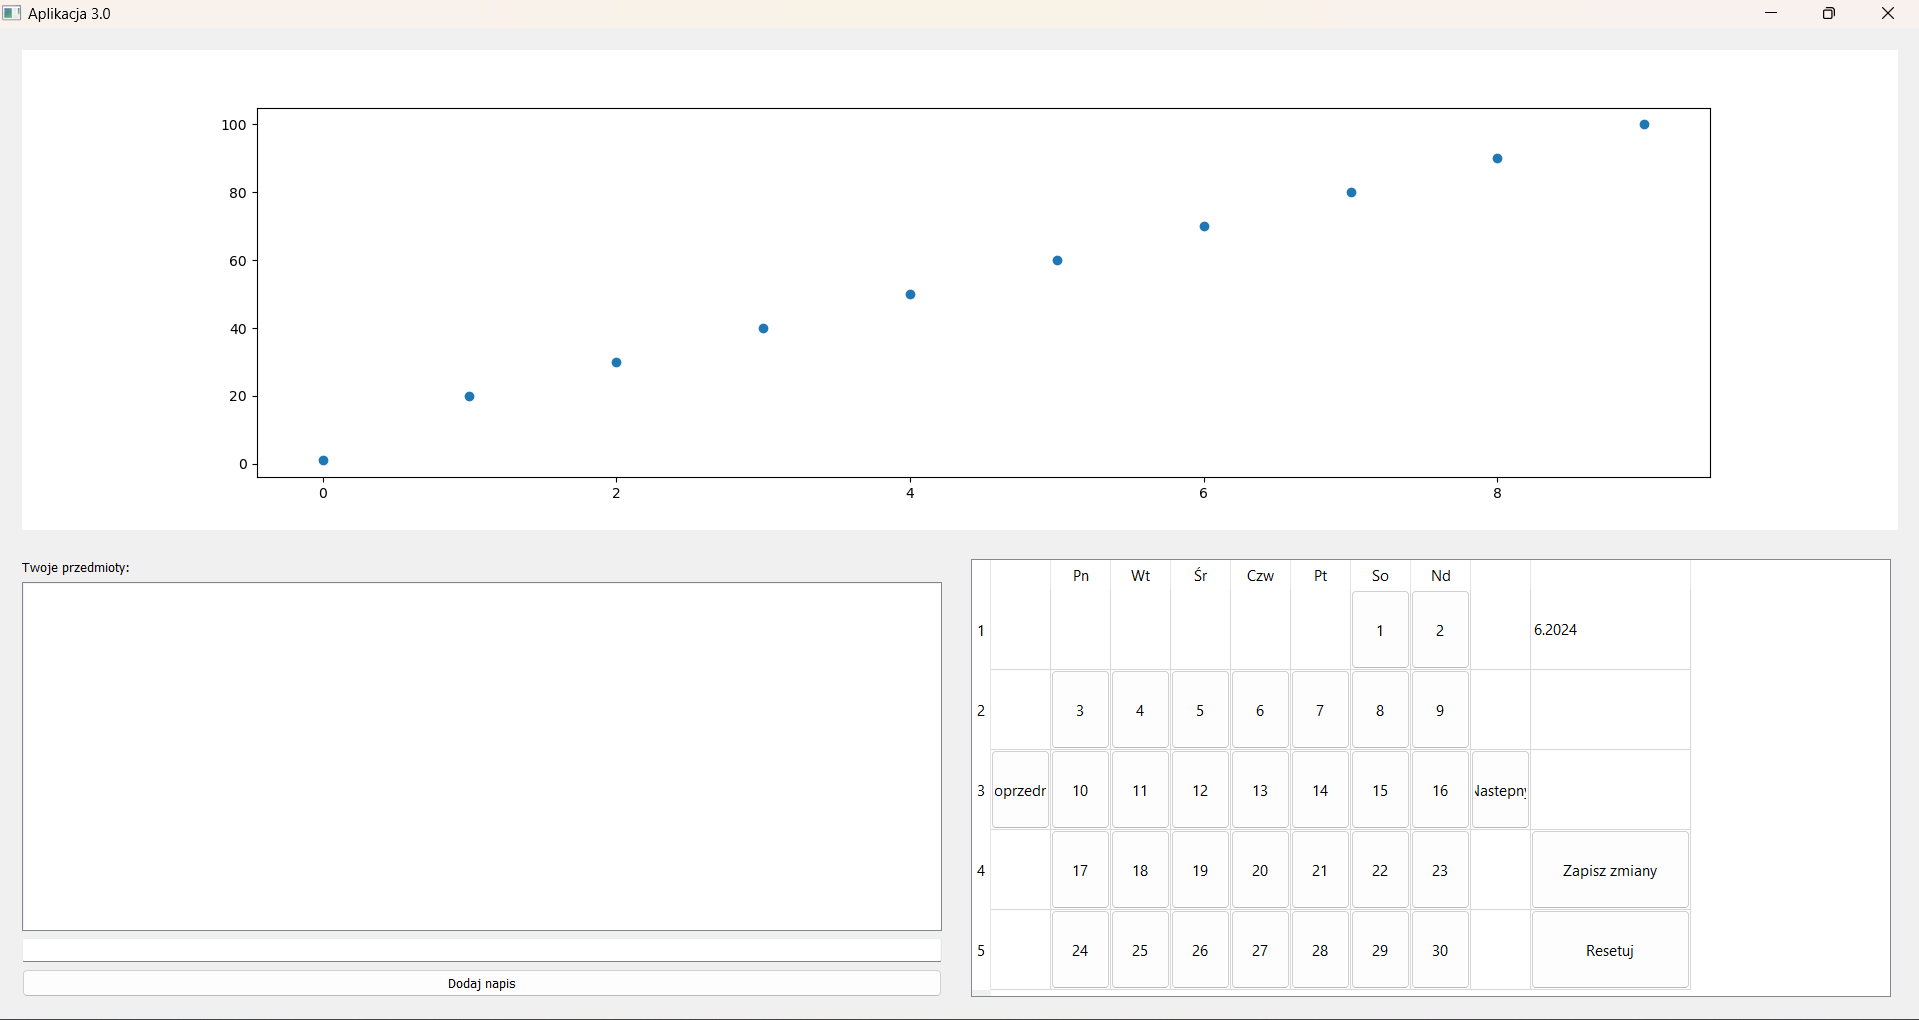 Aplikacja 3.0
100
80
60
40
20
0
0 2 4 6 8
Twoje przedmioty:
Dodaj napis
Pn Wt Śr Czw Pt So Nd
1 1 2 6.2024
2 3 4 5 6 7 8 9
3 oprzedr 10 11 12 13 14 15 16 Nastepny
4 17 18 19 20 21 22 23 Zapisz zmiany
5 24 25 26 27 28 29 30 Resetuj